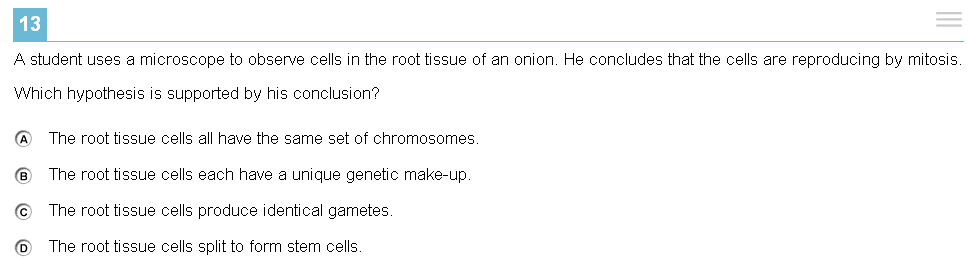 13
A student uses a microscope to observe cells in the root tissue of an onion. He concludes that the cells are reproducing by mitosis.
Which hypothesis is supported by his conclusion?
A The root tissue cells all have the same set of chromosomes.
B The root tissue cells each have a unique genetic make-up.
C The root tissue cells produce identical gametes.
D The root tissue cells split to form stem cells.